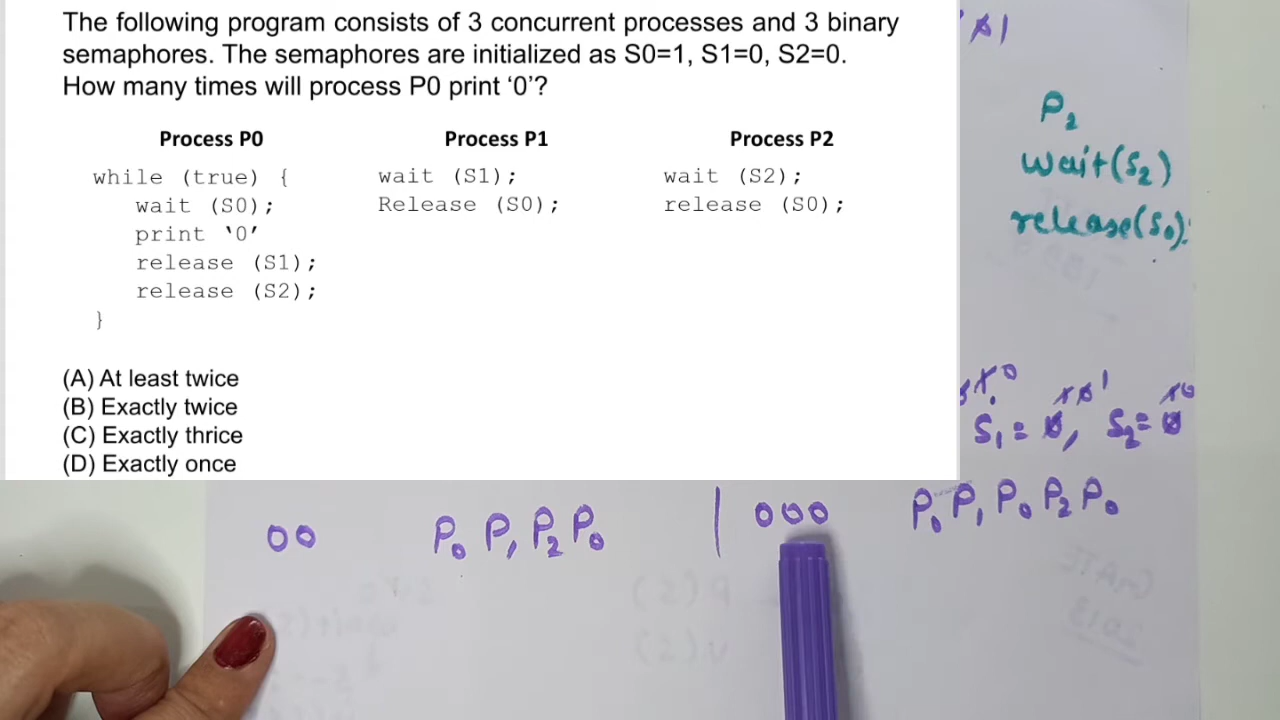 The following program consists of 3 concurrent processes and 3 binary
semaphores. The semaphores are initialized as S0=1, S1=0, S2=0.
How many times will process P0 print ‘0’?
Process P0 Process P1 Process P2
while (true) { wait (S1); wait (S2);
wait (S0); Release (S0); release (S0);
print ‘0’
release (S1);
release (S2);
}
(A) At least twice
(B) Exactly twice
(C) Exactly thrice
(D) Exactly once
P2
wait(S2)
release(S0);
S1 = 0, S2 = 0
00 P0 P1 P2 P0 | 000 P0 P1 P0 P2 P0
GATE
2013